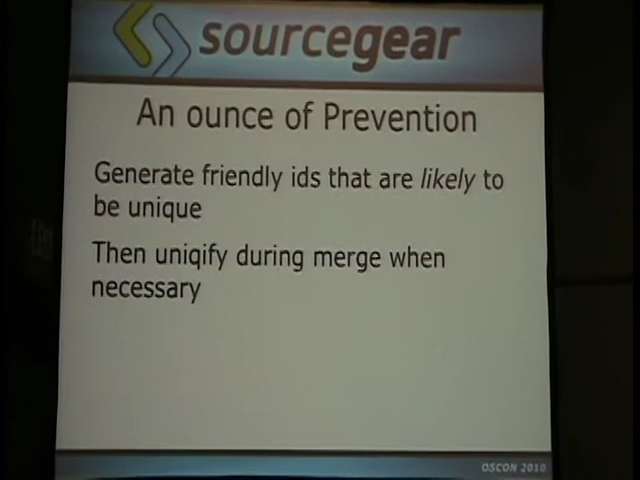 sourcegear
An ounce of Prevention
Generate friendly ids that are likely to
be unique
Then uniqify during merge when
necessary
OSCON 2010